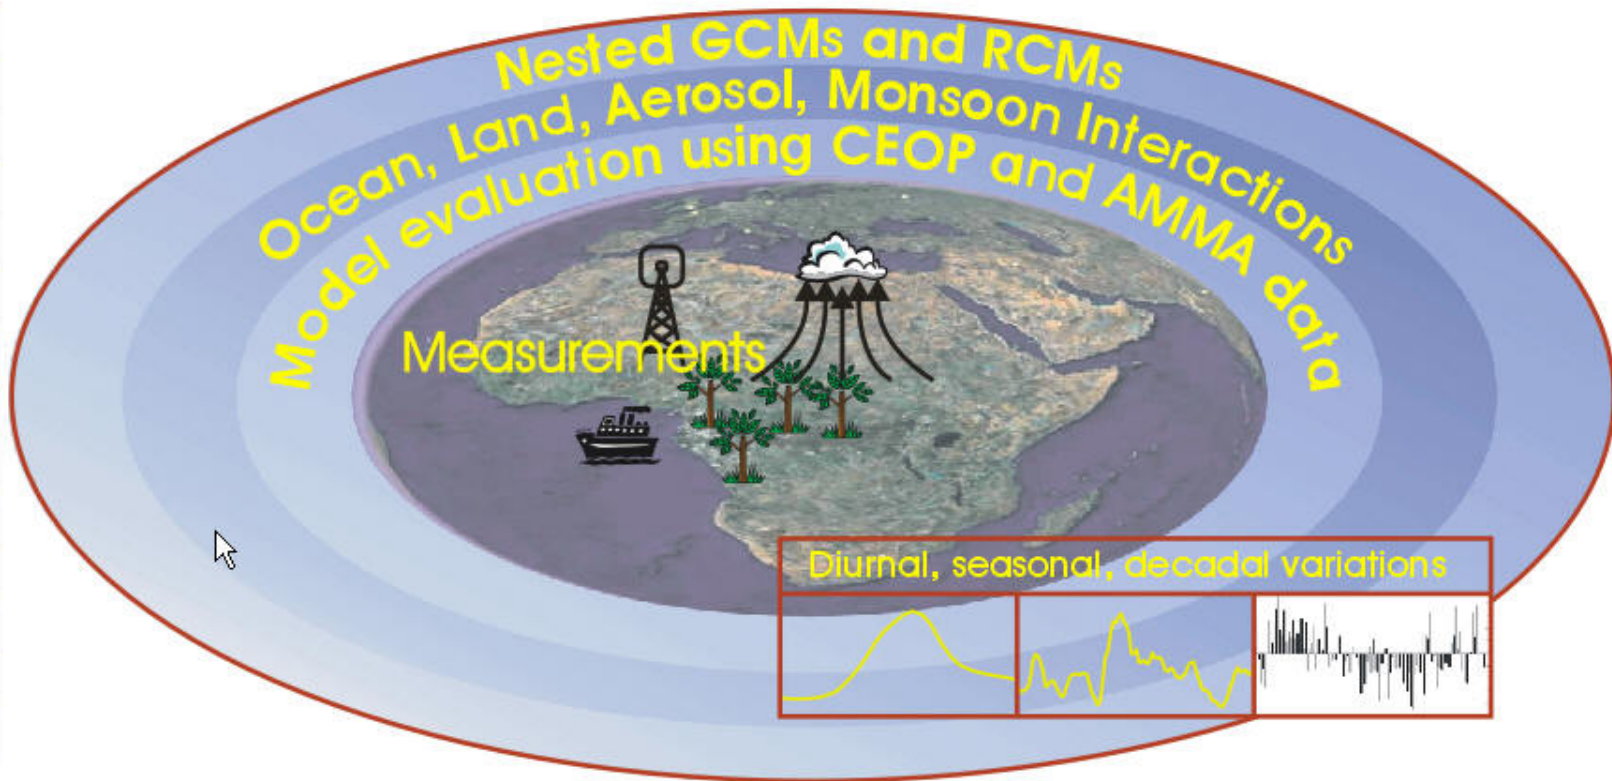 Nested GCMs and RCMs
Ocean, Land, Aerosol, Monsoon Interactions
Model evaluation using CEOP and AMMA data
Measurements
Diurnal, seasonal, decadal variations